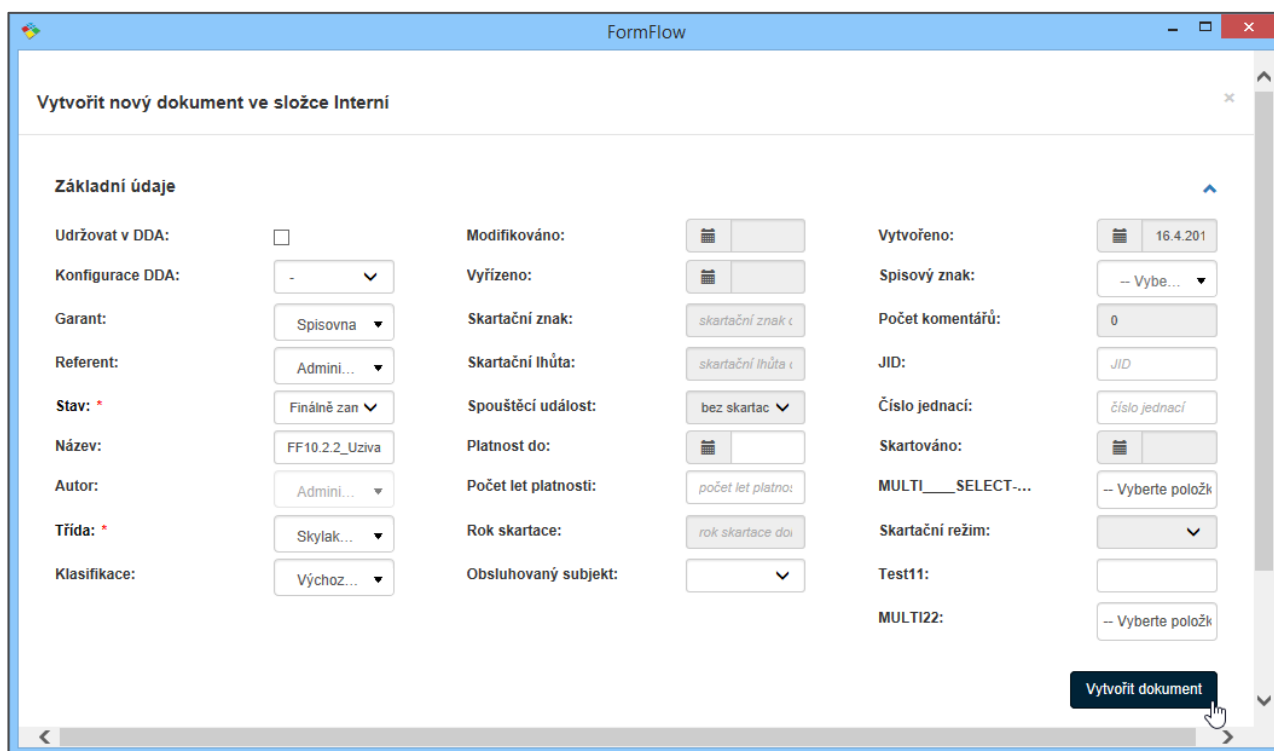 FormFlow
Vytvořit nový dokument ve složce Interní
×
Základní údaje
Udržovat v DDA:
Konfigurace DDA: -
Garant: Spisovna
Referent: Admini...
Stav: * Finálně zam
Název: FF10.2.2_Uziva
Autor: Admini...
Třída: * Skylak...
Klasifikace: Výchoz...
Modifikováno:
Vyřízeno:
Skartační znak: skartační znak d
Skartační lhůta: skartační lhůta d
Spouštěcí událost: bez skartac
Platnost do:
Počet let platnosti: počet let platnos
Rok skartace: rok skartace dok
Obsluhovaný subjekt:
Vytvořeno: 16.4.201
Spisový znak: -- Vybe...
Počet komentářů: 0
JID: JID
Číslo jednací: číslo jednací
Skartováno:
MULTI____SELECT-... -- Vyberte položk
Skartační režim:
Test11:
MULTI22: -- Vyberte položk
Vytvořit dokument